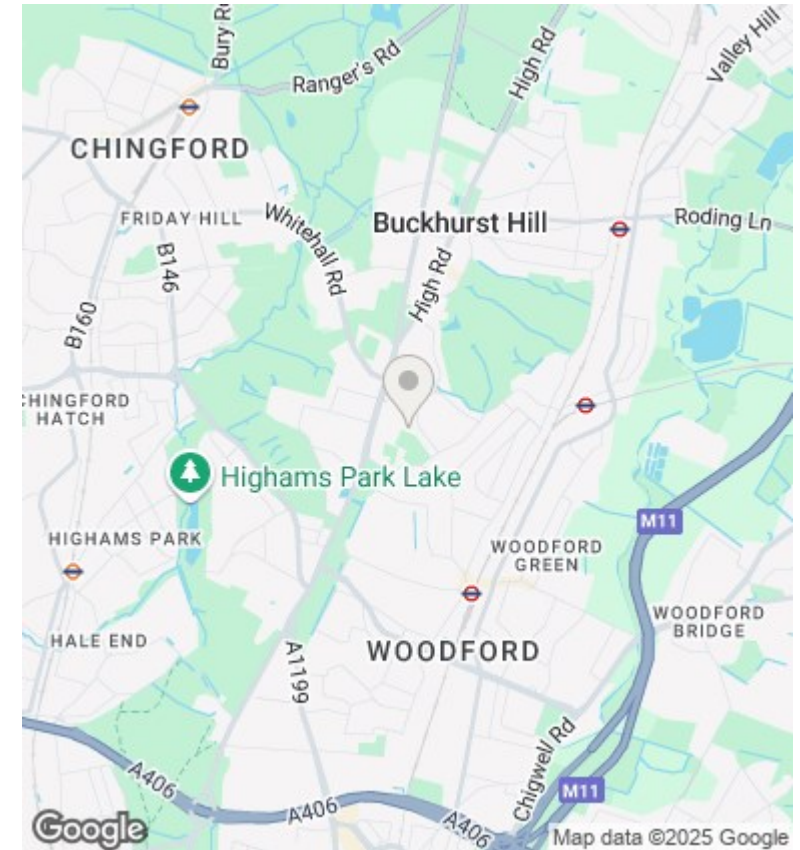 Bury R
Ranger's Rd
High Rd
Valley Hill
CHINGFORD
FRIDAY HILL
Whitehall Rd
Buckhurst Hill
Roding Ln
B146
High Rd
B160
CHINGFORD
HATCH
Highams Park Lake
M11
HIGHAMS PARK
WOODFORD
GREEN
WOODFORD
BRIDGE
HALE END
A1199
WOODFORD
Chigwell Rd
A406
A406
A406
M11
Google
Map data ©2025 Google